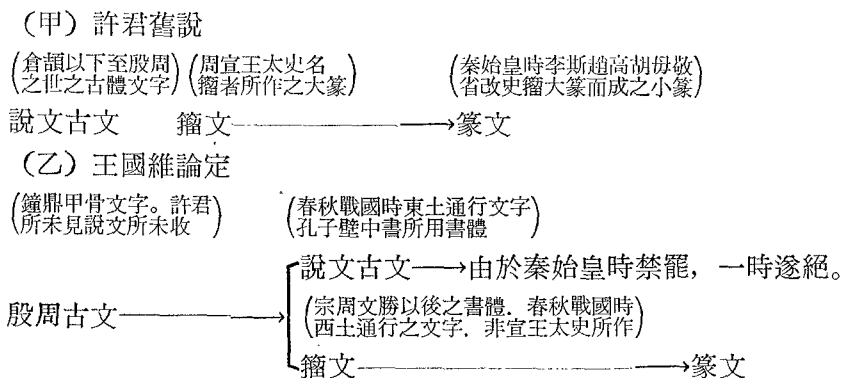 (甲)許君舊說
(倉頡以下至殷周之世之古體文字) (周宣王太史名籀者所作之大篆) (秦始皇時李斯趙高胡毋敬省改史籀大篆而成之小篆)
說文古文 籀文→篆文
(乙)王國維論定
(鐘鼎甲骨文字。許君所未見說文所未收) (春秋戰國時東土通行文字孔子壁中書所用書體)
說文古文→由於秦始皇時禁罷,一時遂絕。
殷周古文→ (宗周文勝以後之書體.春秋戰國時西土通行之文字.非宣王太史所作)
籀文→篆文